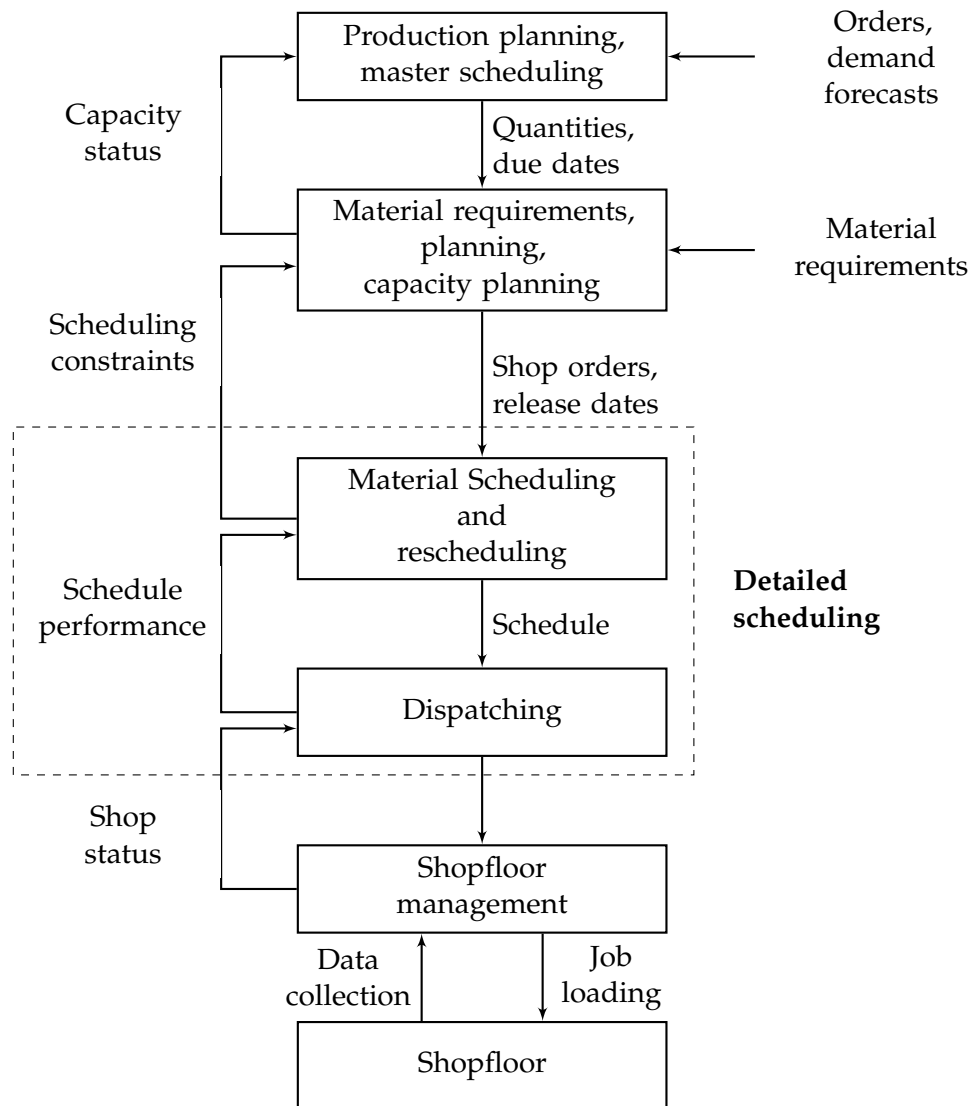 Production planning,
master scheduling
Orders,
demand
forecasts
Capacity
status
Quantities,
due dates
Material requirements,
planning,
capacity planning
Material
requirements
Scheduling
constraints
Shop orders,
release dates
Material Scheduling
and
rescheduling
Detailed
scheduling
Schedule
performance
Schedule
Dispatching
Shop
status
Shopfloor
management
Data
collection
Job
loading
Shopfloor